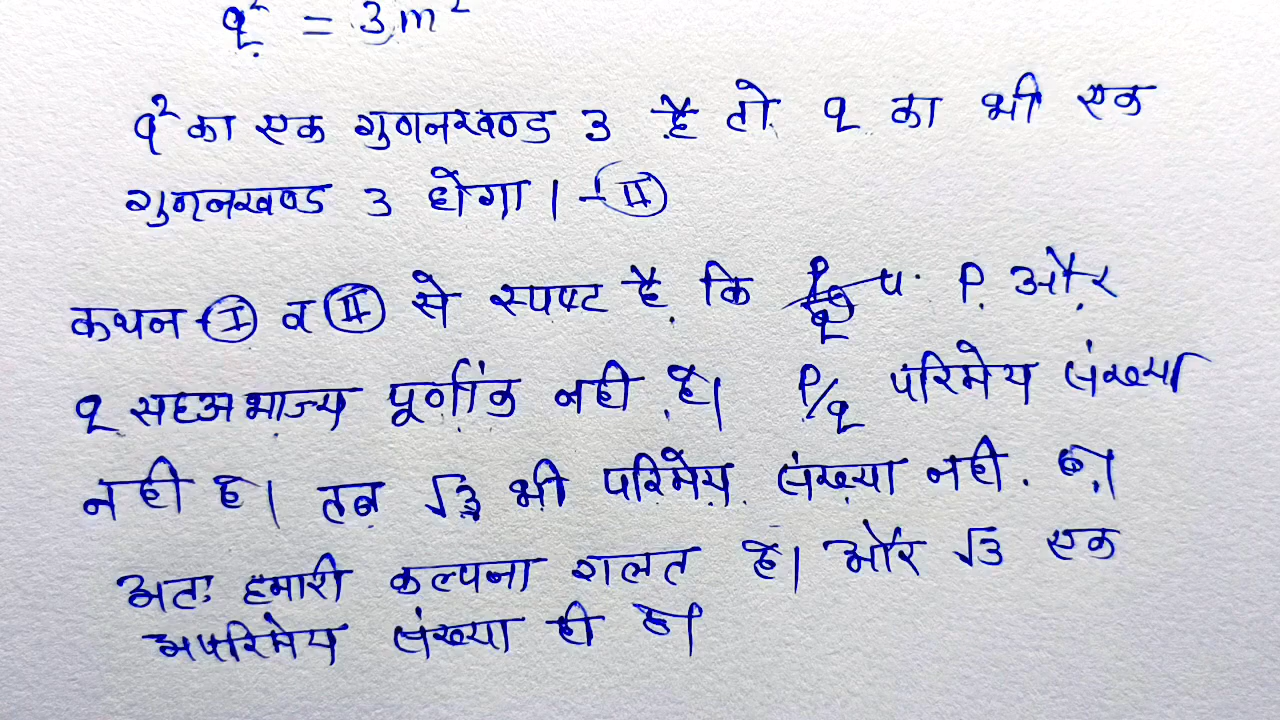 q² = 3m²
q² का एक गुणनखण्ड 3 है तो q का भी एक
गुणनखण्ड 3 होगा। - II
कथन - I व II से स्पष्ट है कि P और
q सहअभाज्य पूर्णांक नही है। P/q परिमेय संख्या
नही है। तब √3 भी परिमेय संख्या नही है।
अतः हमारी कल्पना गलत है। और √3 एक
अपरिमेय संख्या ही है।